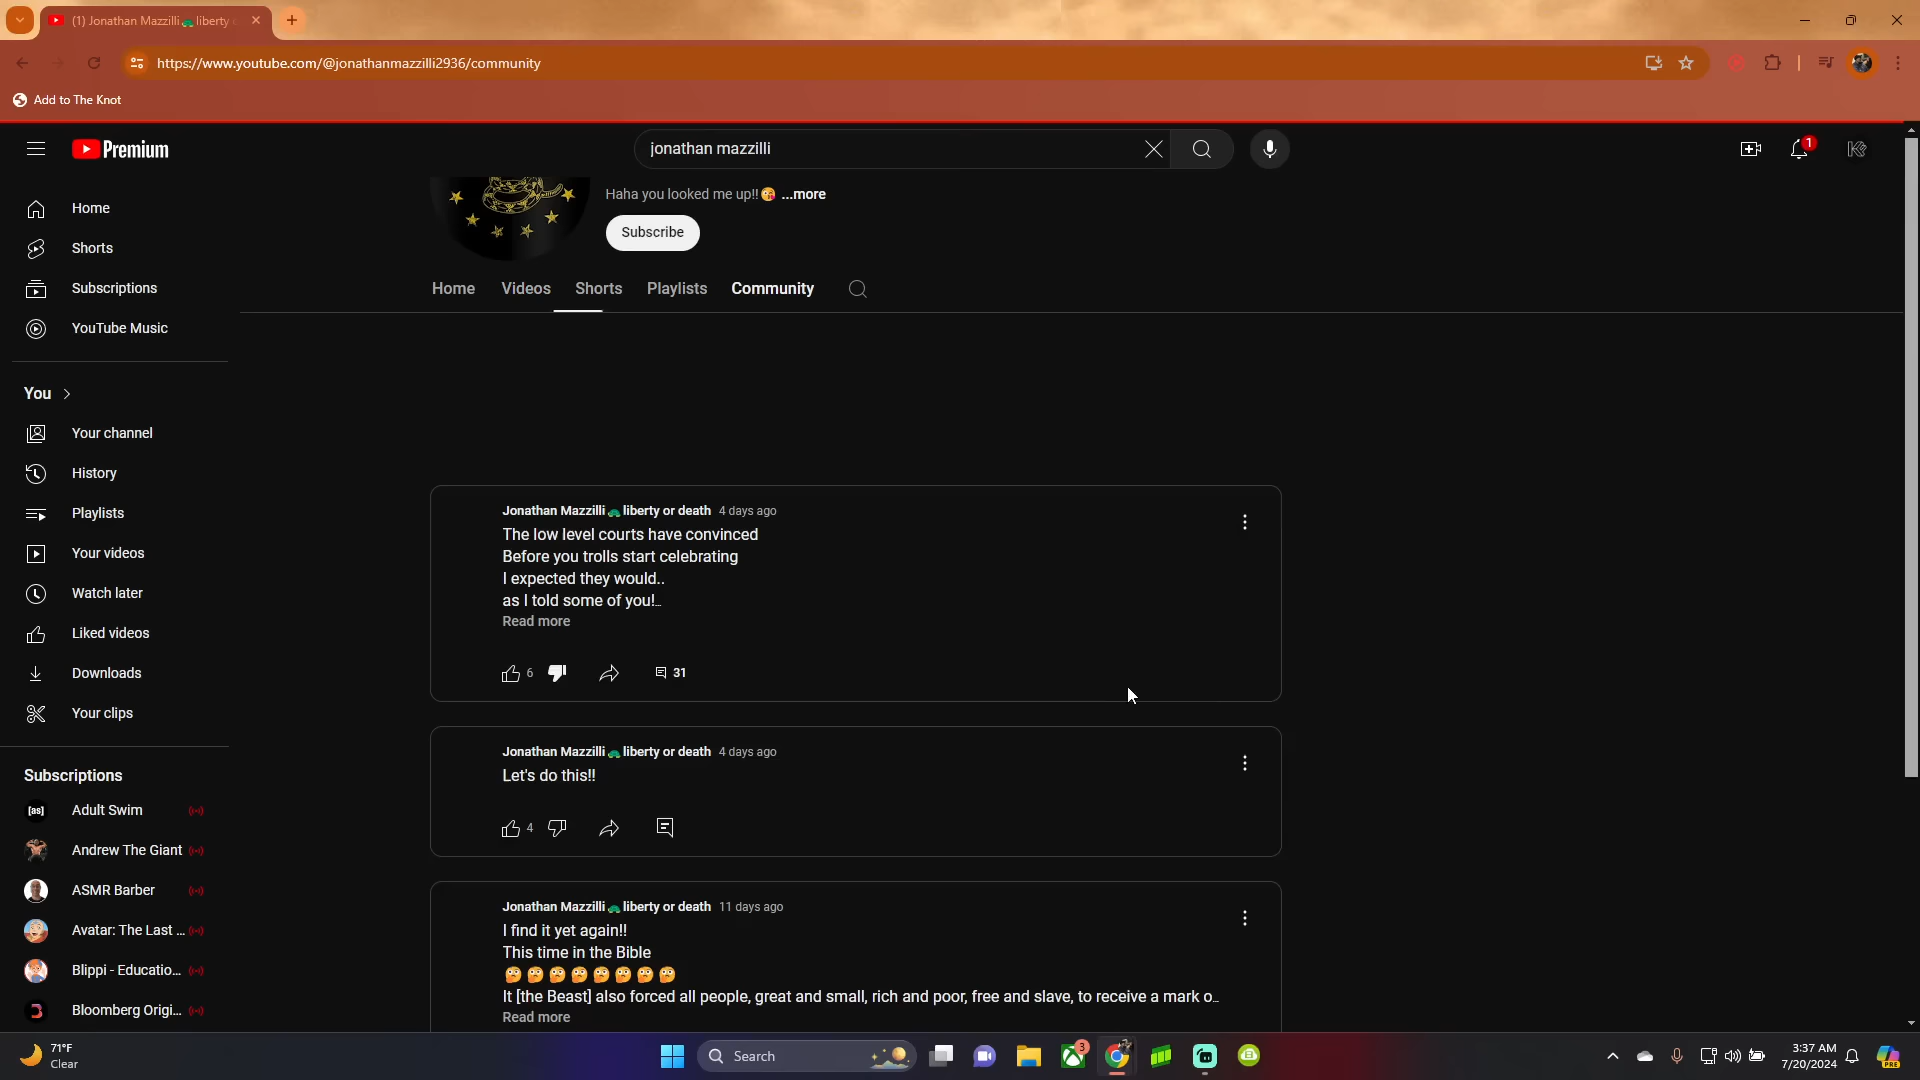 (1) Jonathan Mazzilli🐢liberty
https://www.youtube.com/@jonathanmazzilli2936/community
Add to The Knot
Premium
jonathan mazzilli
1
Haha you looked me up!!😘 ...more
Subscribe
Home
Videos
Shorts
Playlists
Community
Home
Shorts
Subscriptions
YouTube Music
You
Your channel
History
Playlists
Your videos
Watch later
Liked videos
Downloads
Your clips
Subscriptions
[as]
Adult Swim
Andrew The Giant
ASMR Barber
Avatar: The Last ...
Blippi - Educatio...
Bloomberg Origi...
Jonathan Mazzilli🐢liberty or death 4 days ago
The low level courts have convinced
Before you trolls start celebrating
I expected they would..
as I told some of you!...
Read more
6
31
Jonathan Mazzilli🐢liberty or death 4 days ago
Let's do this!!
4
Jonathan Mazzilli🐢liberty or death 11 days ago
I find it yet again!!
This time in the Bible
🤔🤔🤔🤔🤔🤔🤔🤔
It [the Beast] also forced all people, great and small, rich and poor, free and slave, to receive a mark o...
Read more
71°F
Clear
Search
3
3:37 AM
7/20/2024
PRE